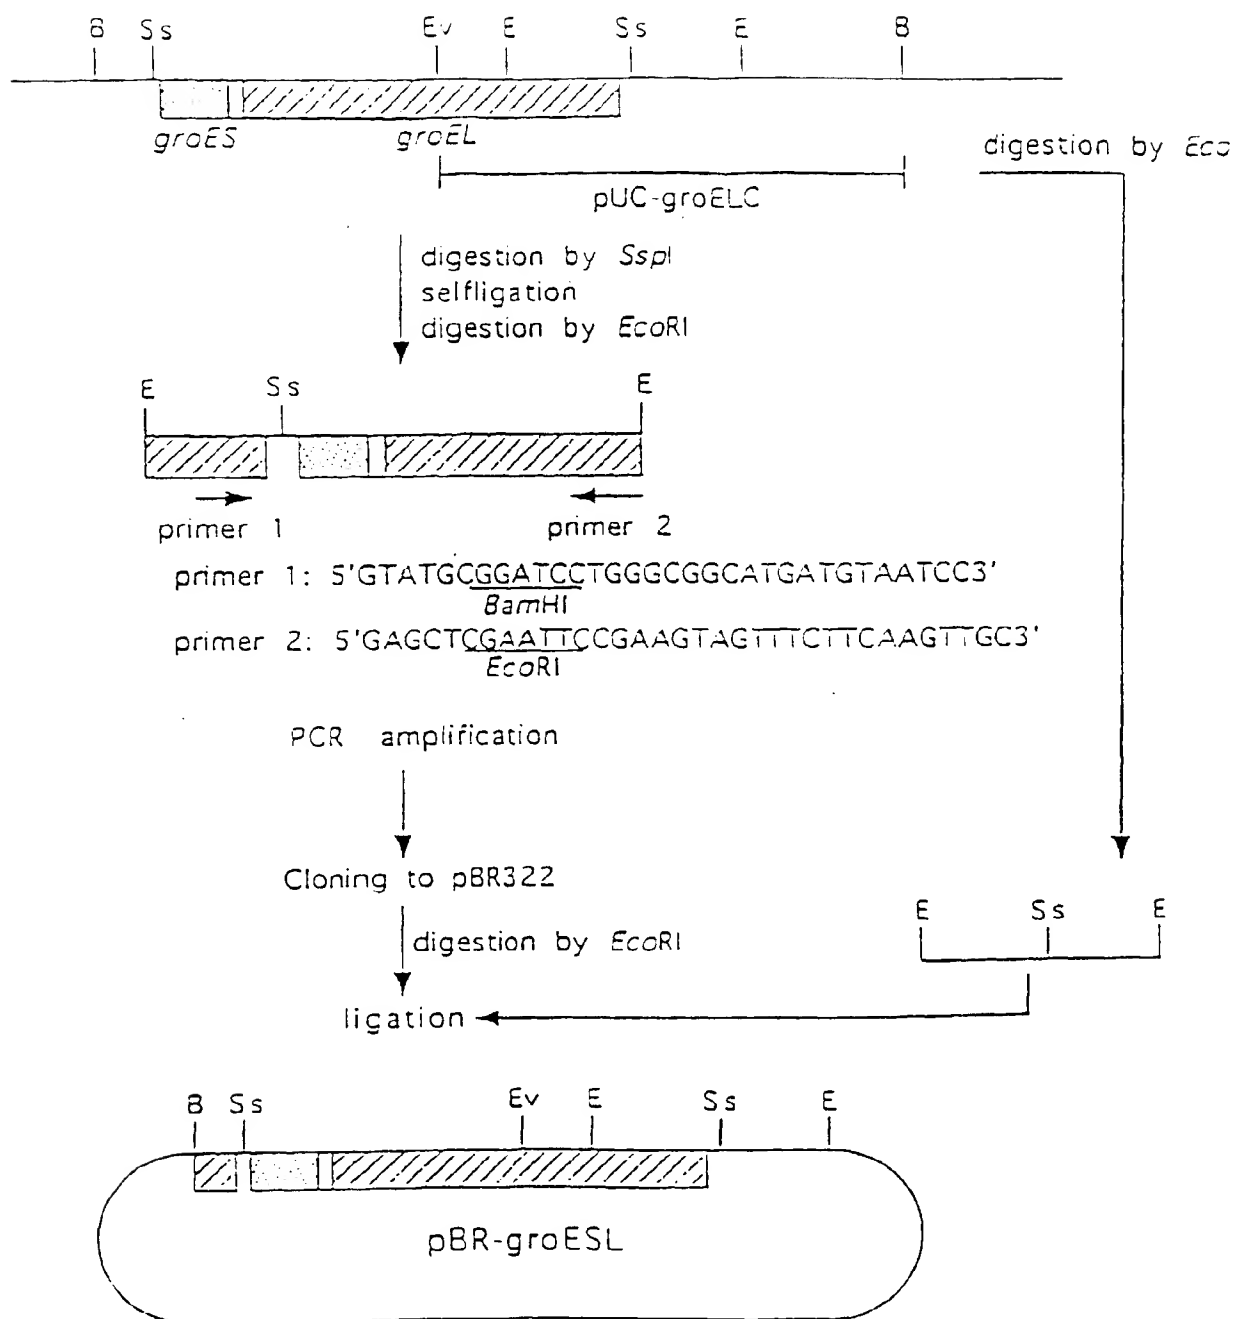 B Ss Ev E Ss E B
groES groEL
digestion by Eco
pUC-groELC
digestion by SspI
selfligation
digestion by EcoRI
E Ss E
primer 1 primer 2
primer 1: 5'GTATGCGGATCCTGGGCGGCATGATGTAATCC3'
BamHI
primer 2: 5'GAGCTCGAATTCCGAAGTAGTTTCTTCAAGTTGC3'
EcoRI
PCR amplification
Cloning to pBR322
E Ss E
digestion by EcoRI
ligation
B Ss Ev E Ss E
pBR-groESL